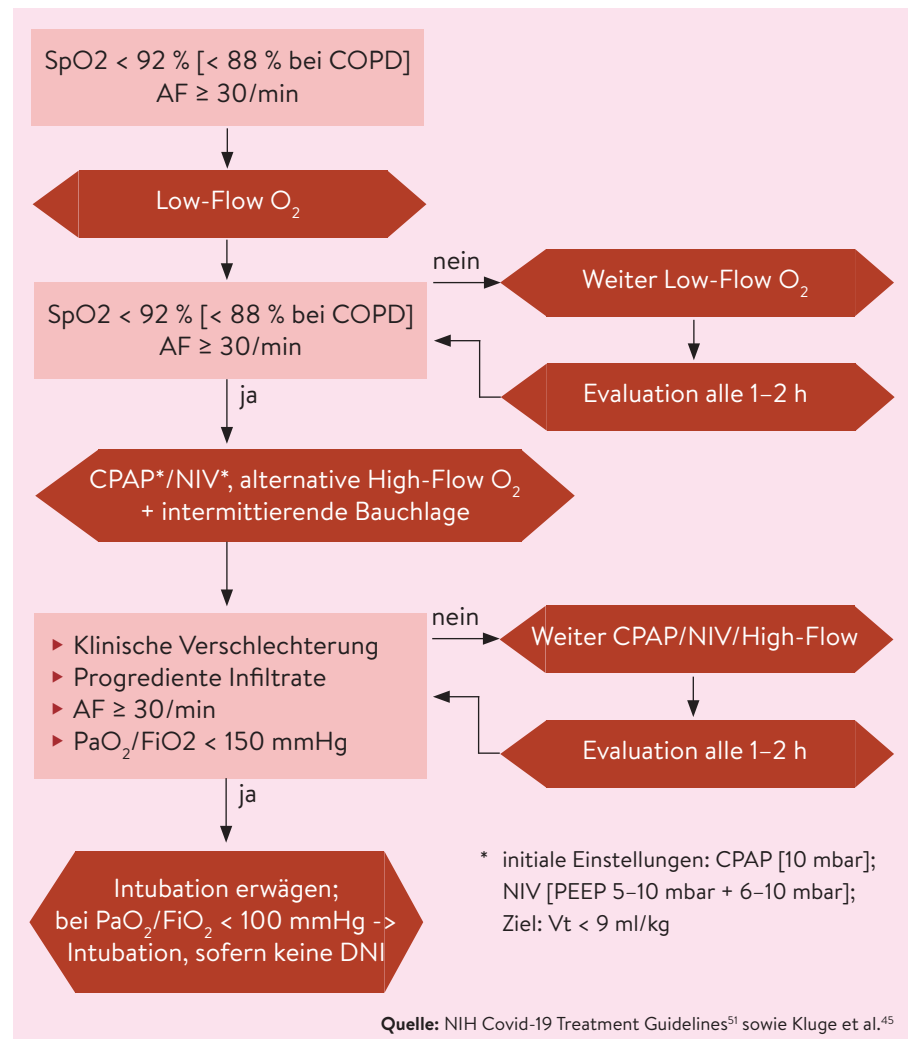 SpO2 < 92 % [< 88 % bei COPD]
AF ≥ 30/min
Low-Flow O₂
nein
Weiter Low-Flow O₂
SpO2 < 92 % [< 88 % bei COPD]
AF ≥ 30/min
Evaluation alle 1–2 h
ja
CPAP*/NIV*, alternative High-Flow O₂
+ intermittierende Bauchlage
nein
Weiter CPAP/NIV/High-Flow
▸ Klinische Verschlechterung
▸ Progrediente Infiltrate
▸ AF ≥ 30/min
▸ PaO₂/FiO2 < 150 mmHg
Evaluation alle 1–2 h
ja
Intubation erwägen;
bei PaO₂/FiO₂ < 100 mmHg ->
Intubation, sofern keine DNI
* initiale Einstellungen: CPAP [10 mbar];
NIV [PEEP 5–10 mbar + 6–10 mbar];
Ziel: Vt < 9 ml/kg
Quelle: NIH Covid-19 Treatment Guidelines⁵¹ sowie Kluge et al.⁴⁵